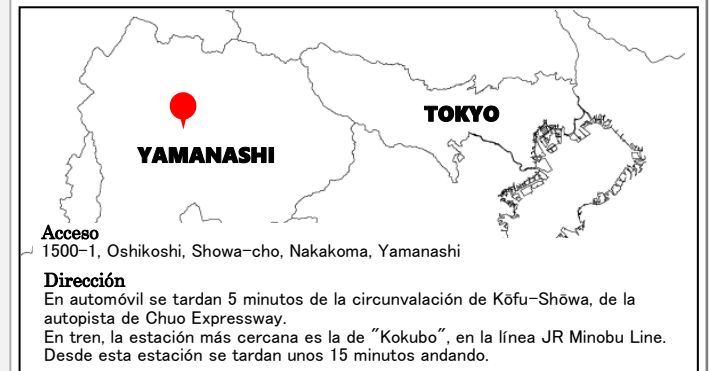 TOKYO
YAMANASHI
Acceso
1500-1, Oshikoshi, Showa-cho, Nakakoma, Yamanashi
Dirección
En automóvil se tardan 5 minutos de la circunvalación de Kōfu-Shōwa, de la
autopista de Chuo Expressway.
En tren, la estación más cercana es la de "Kokubo", en la línea JR Minobu Line.
Desde esta estación se tardan unos 15 minutos andando.